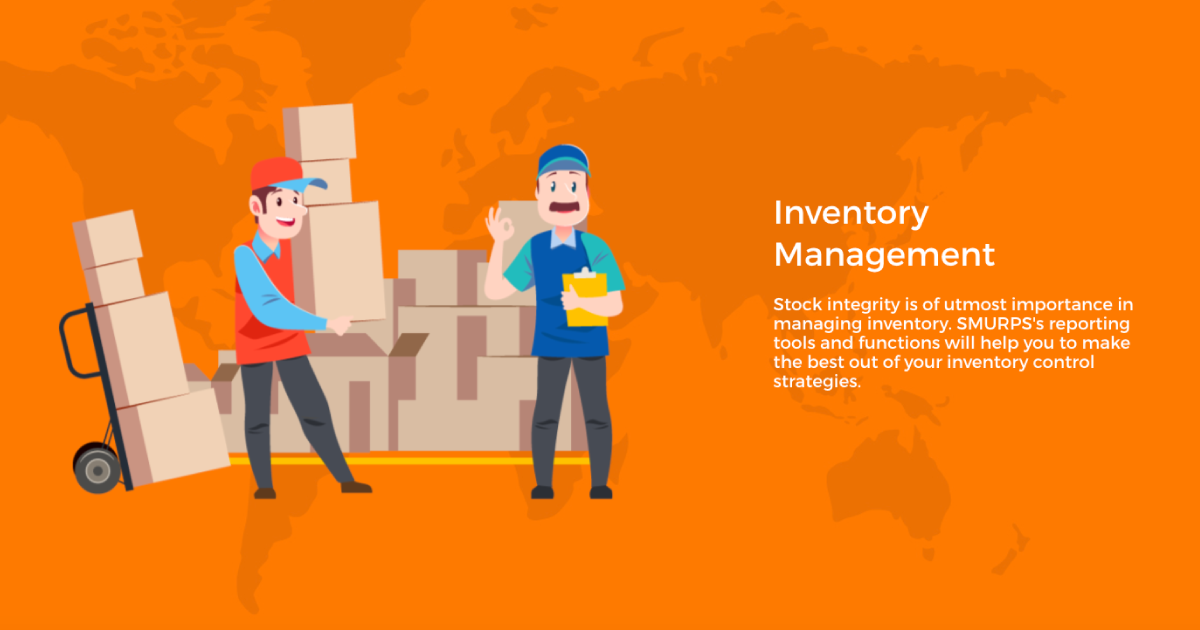 Inventory
Management
Stock integrity is of utmost importance in
managing inventory. SMURPS's reporting
tools and functions will help you to make
the best out of your inventory control
strategies.